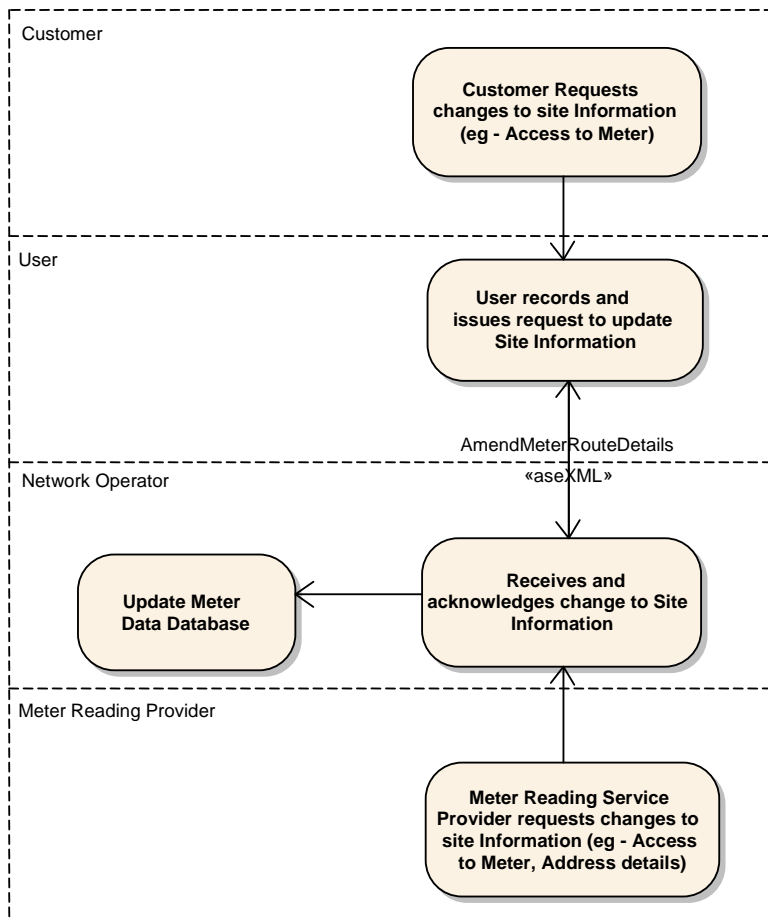 Customer
Customer Requests
changes to site Information
(eg - Access to Meter)
User
User records and
issues request to update
Site Information
AmendMeterRouteDetails
«aseXML»
Network Operator
Update Meter
Data Database
Receives and
acknowledges change to Site
Information
Meter Reading Provider
Meter Reading Service
Provider requests changes to
site Information (eg - Access
to Meter, Address details)